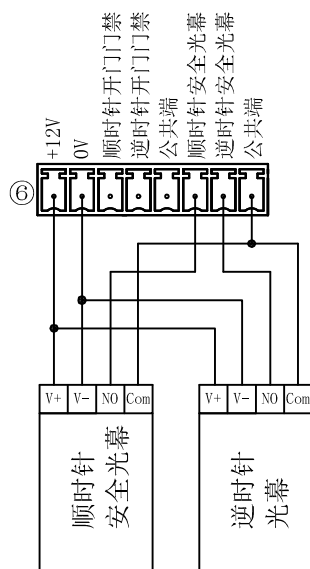 +12V
0V
顺时针开门门禁
逆时针开门门禁
公共端
顺时针安全光幕
逆时针安全光幕
公共端
⑥
V+ V- NO Com
V+ V- NO Com
顺时针
安全光幕
逆时针
光幕